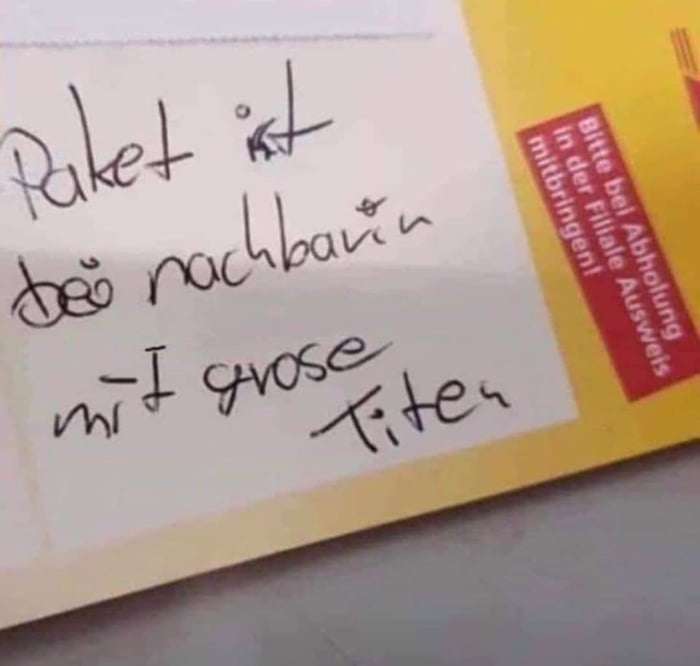 Paket ist
bei nachbarin
mit grose
Titen
Bitte bei Abholung
in der Filiale Ausweis
mitbringen!